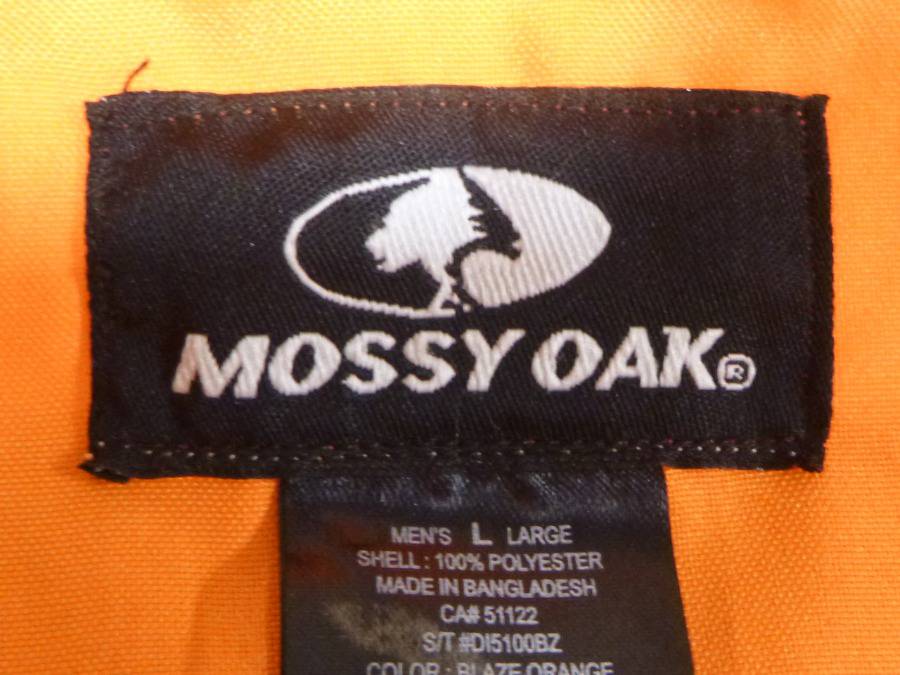 MOSSY OAK®
MEN'S L LARGE
SHELL : 100% POLYESTER
MADE IN BANGLADESH
CA# 51122
S/T #DI5100BZ
COLOR : BLAZE ORANGE